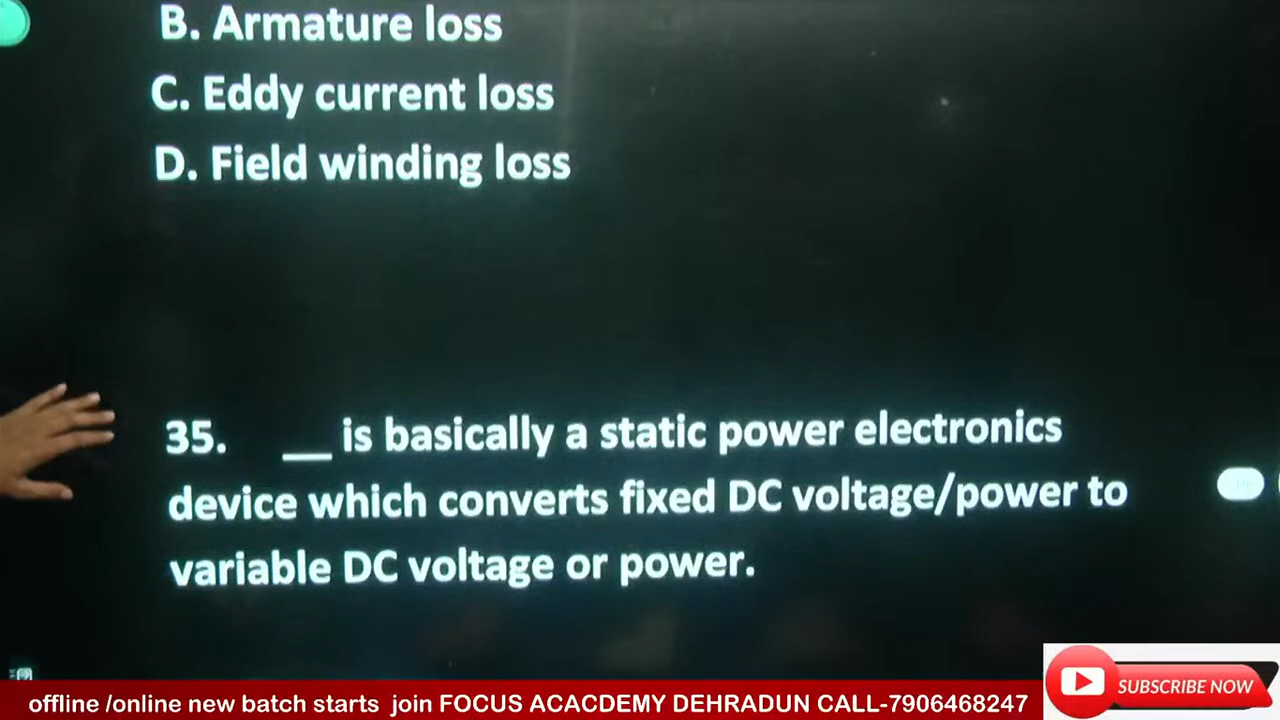 B. Armature loss
C. Eddy current loss
D. Field winding loss
35. __ is basically a static power electronics
device which converts fixed DC voltage/power to
variable DC voltage or power.
offline /online new batch starts join FOCUS ACACDEMY DEHRADUN CALL-7906468247
SUBSCRIBE NOW